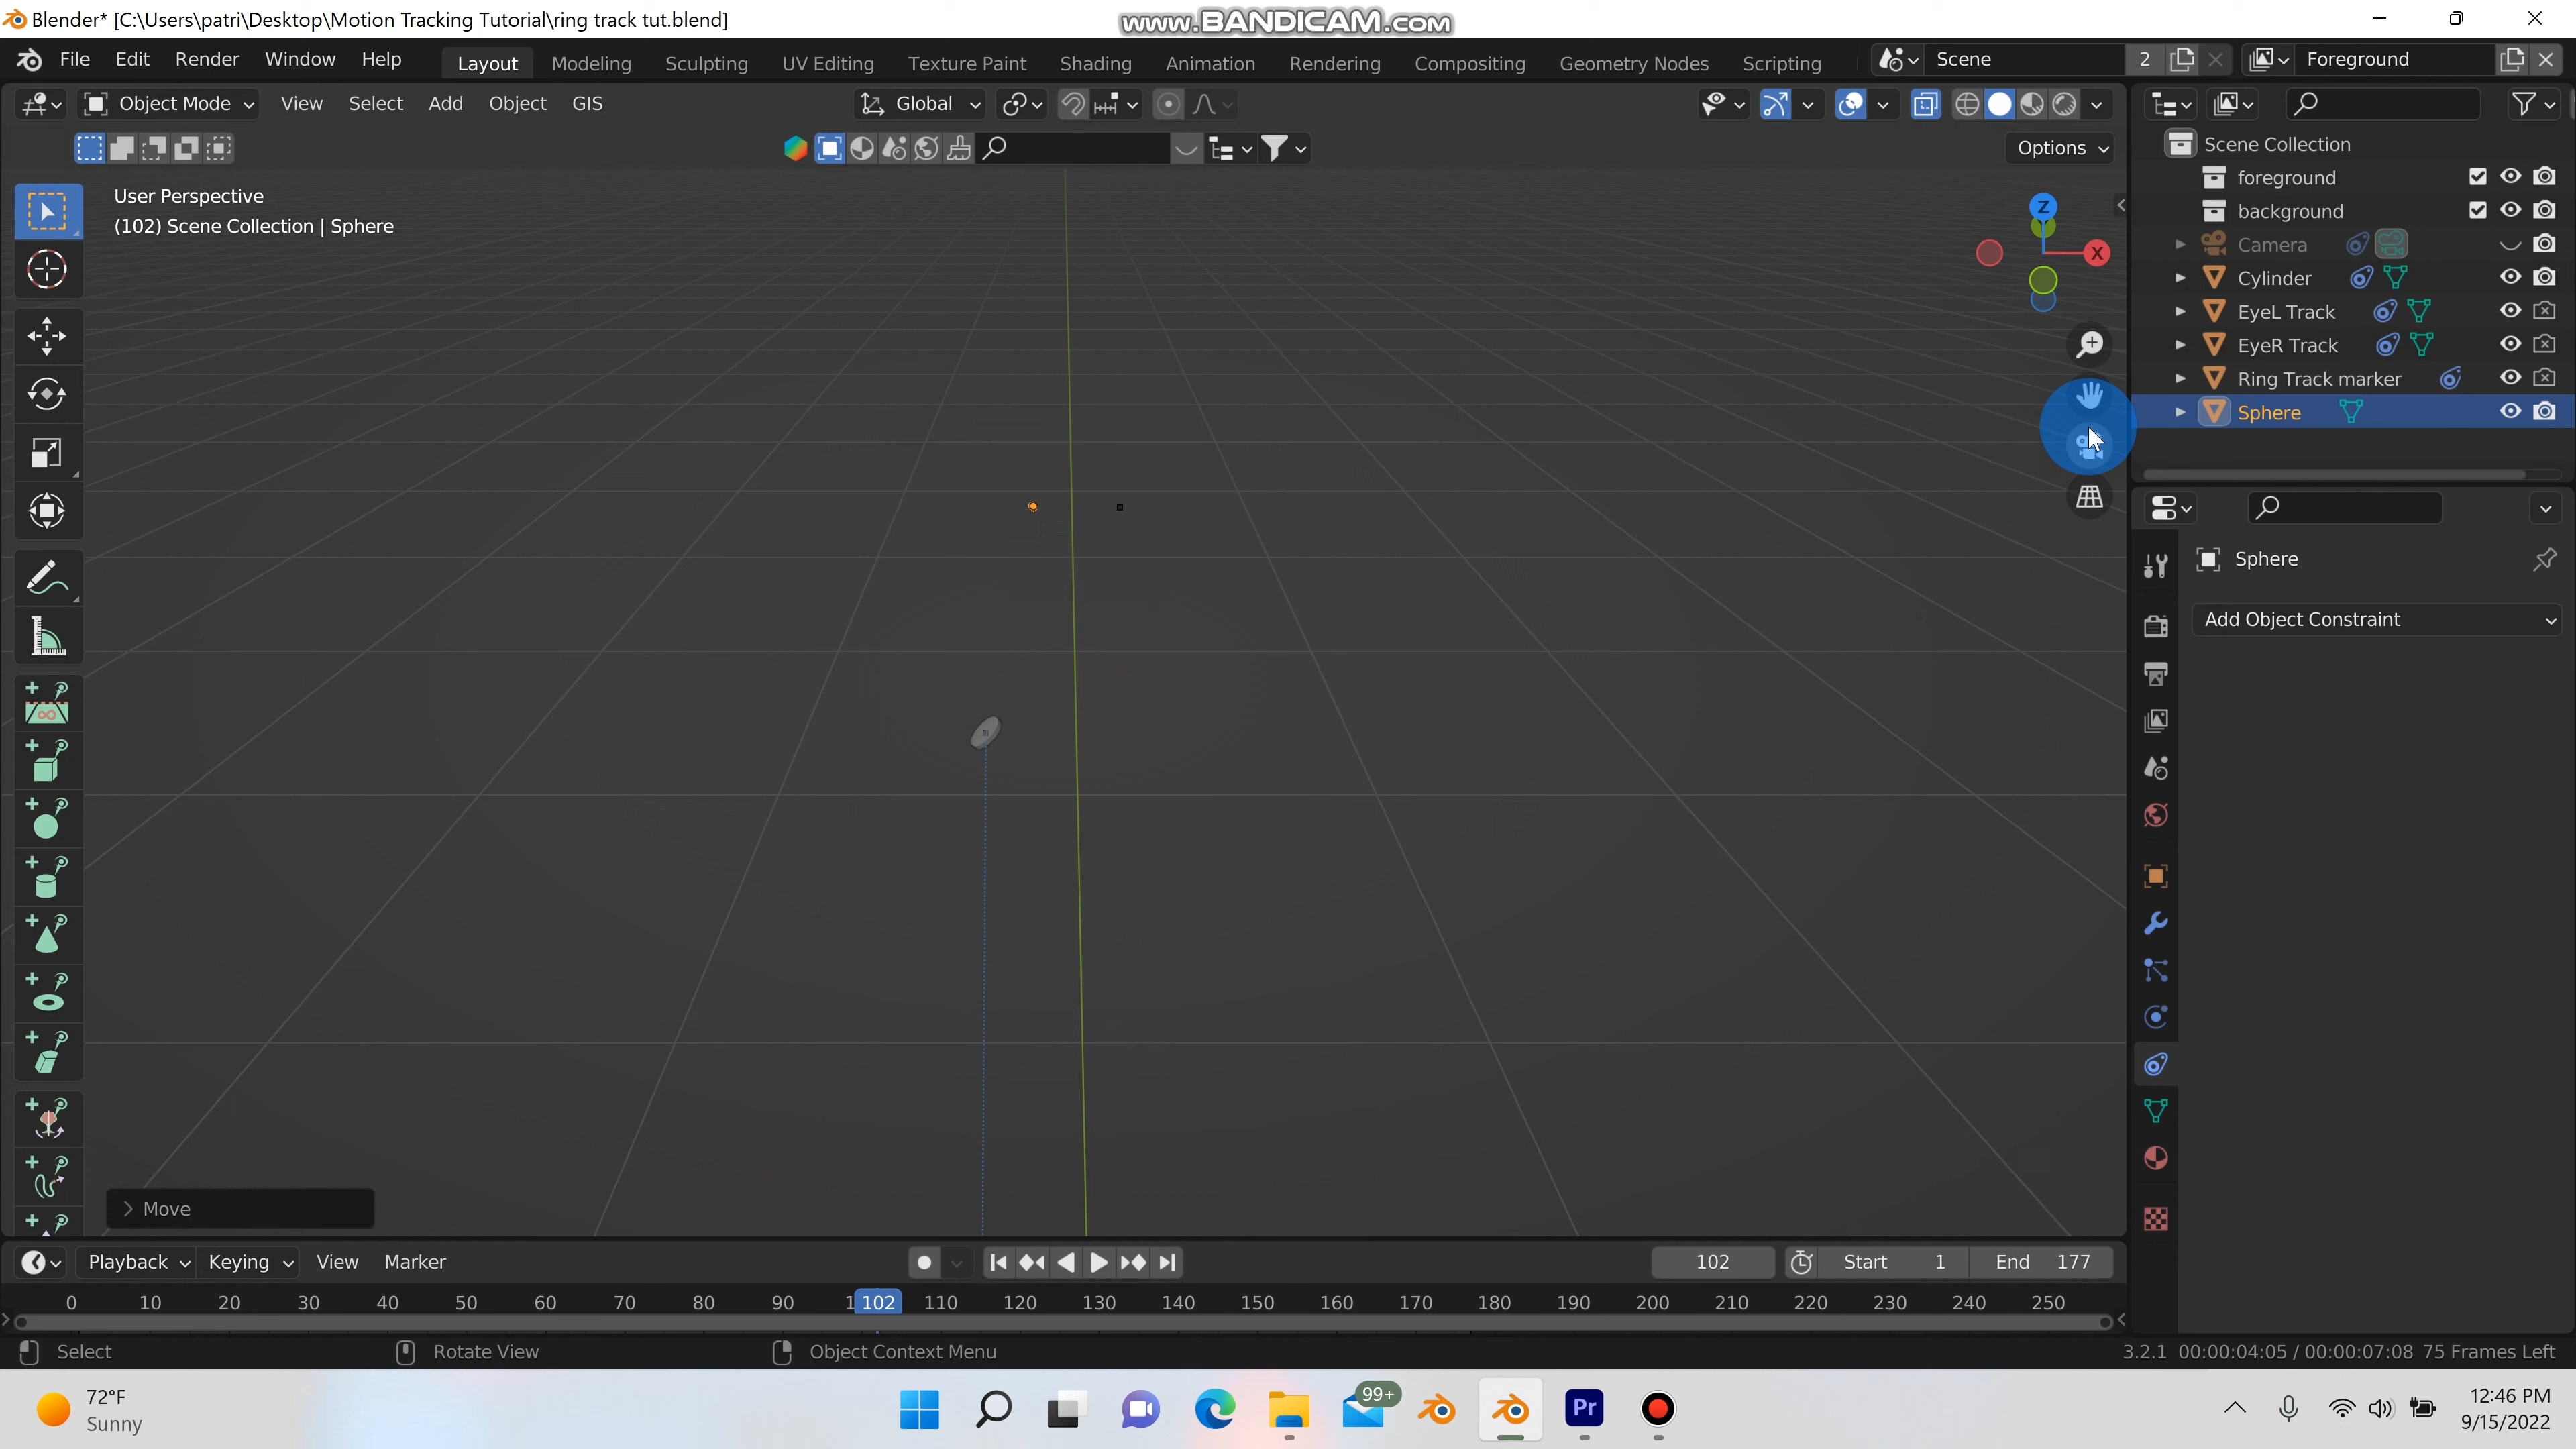 Blender* [C:\Users\patri\Desktop\Motion Tracking Tutorial\ring track tut.blend]
www.BANDICAM.com
File Edit Render Window Help
Layout Modeling Sculpting UV Editing Texture Paint Shading Animation Rendering Compositing Geometry Nodes Scripting
Scene 2 Foreground
Object Mode View Select Add Object GIS
Global
Options
User Perspective
(102) Scene Collection | Sphere
Z
X
Scene Collection
foreground
background
Camera
Cylinder
EyeL Track
EyeR Track
Ring Track marker
Sphere
Sphere
Add Object Constraint
Move
Playback Keying View Marker
102 Start 1 End 177
0 10 20 30 40 50 60 70 80 90 1 102 110 120 130 140 150 160 170 180 190 200 210 220 230 240 250
Select Rotate View Object Context Menu
3.2.1 00:00:04:05 / 00:00:07:08 75 Frames Left
72°F
Sunny
99+
Pr
12:46 PM
9/15/2022